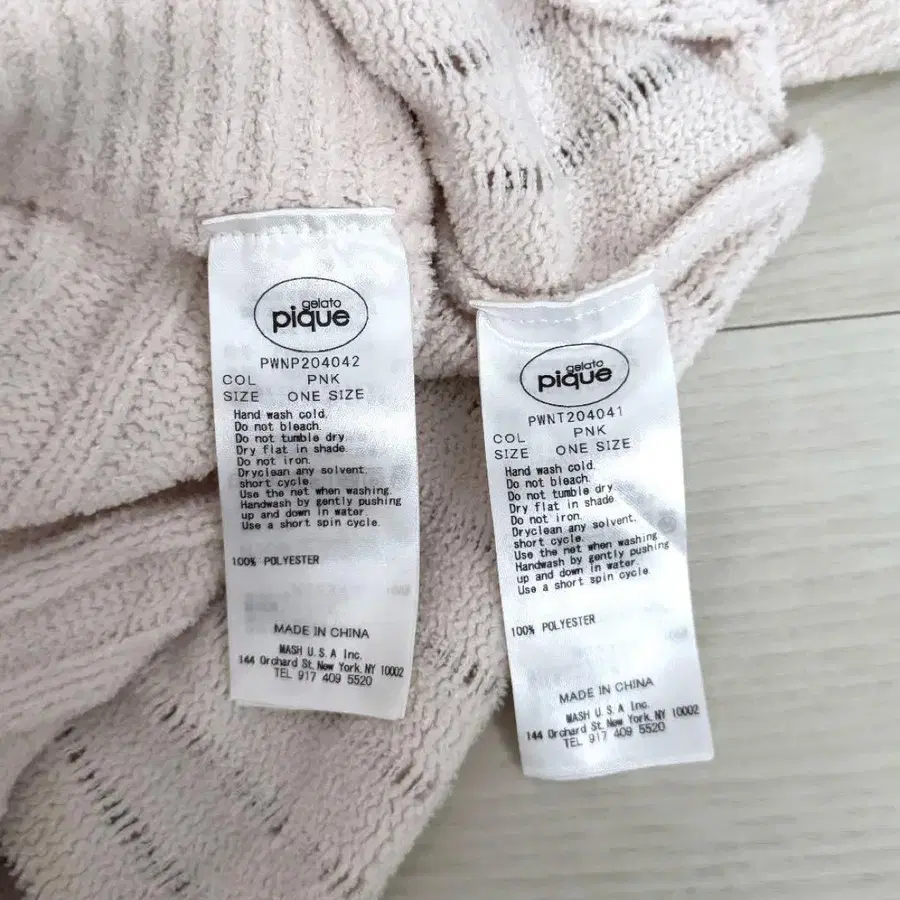 gelato
pique
PWNP204042
COL PNK
SIZE ONE SIZE
Hand wash cold.
Do not bleach.
Do not tumble dry.
Dry flat in shade.
Do not iron.
Dryclean any solvent.
short cycle.
Use the net when washing.
Handwash by gently pushing
up and down in water.
Use a short spin cycle.
100% POLYESTER
MADE IN CHINA
MASH U.S.A Inc.
144 Orchard St. New York. NY 10002
TEL 917 409 5520
gelato
pique
PWNT204041
COL PNK
SIZE ONE SIZE
Hand wash cold.
Do not bleach.
Do not tumble dry.
Dry flat in shade.
Do not iron.
Dryclean any solvent.
short cycle.
Use the net when washing.
Handwash by gently pushing
up and down in water.
Use a short spin cycle.
100% POLYESTER
MADE IN CHINA
MASH U.S.A Inc.
144 Orchard St. New York. NY 10002
TEL 917 409 5520